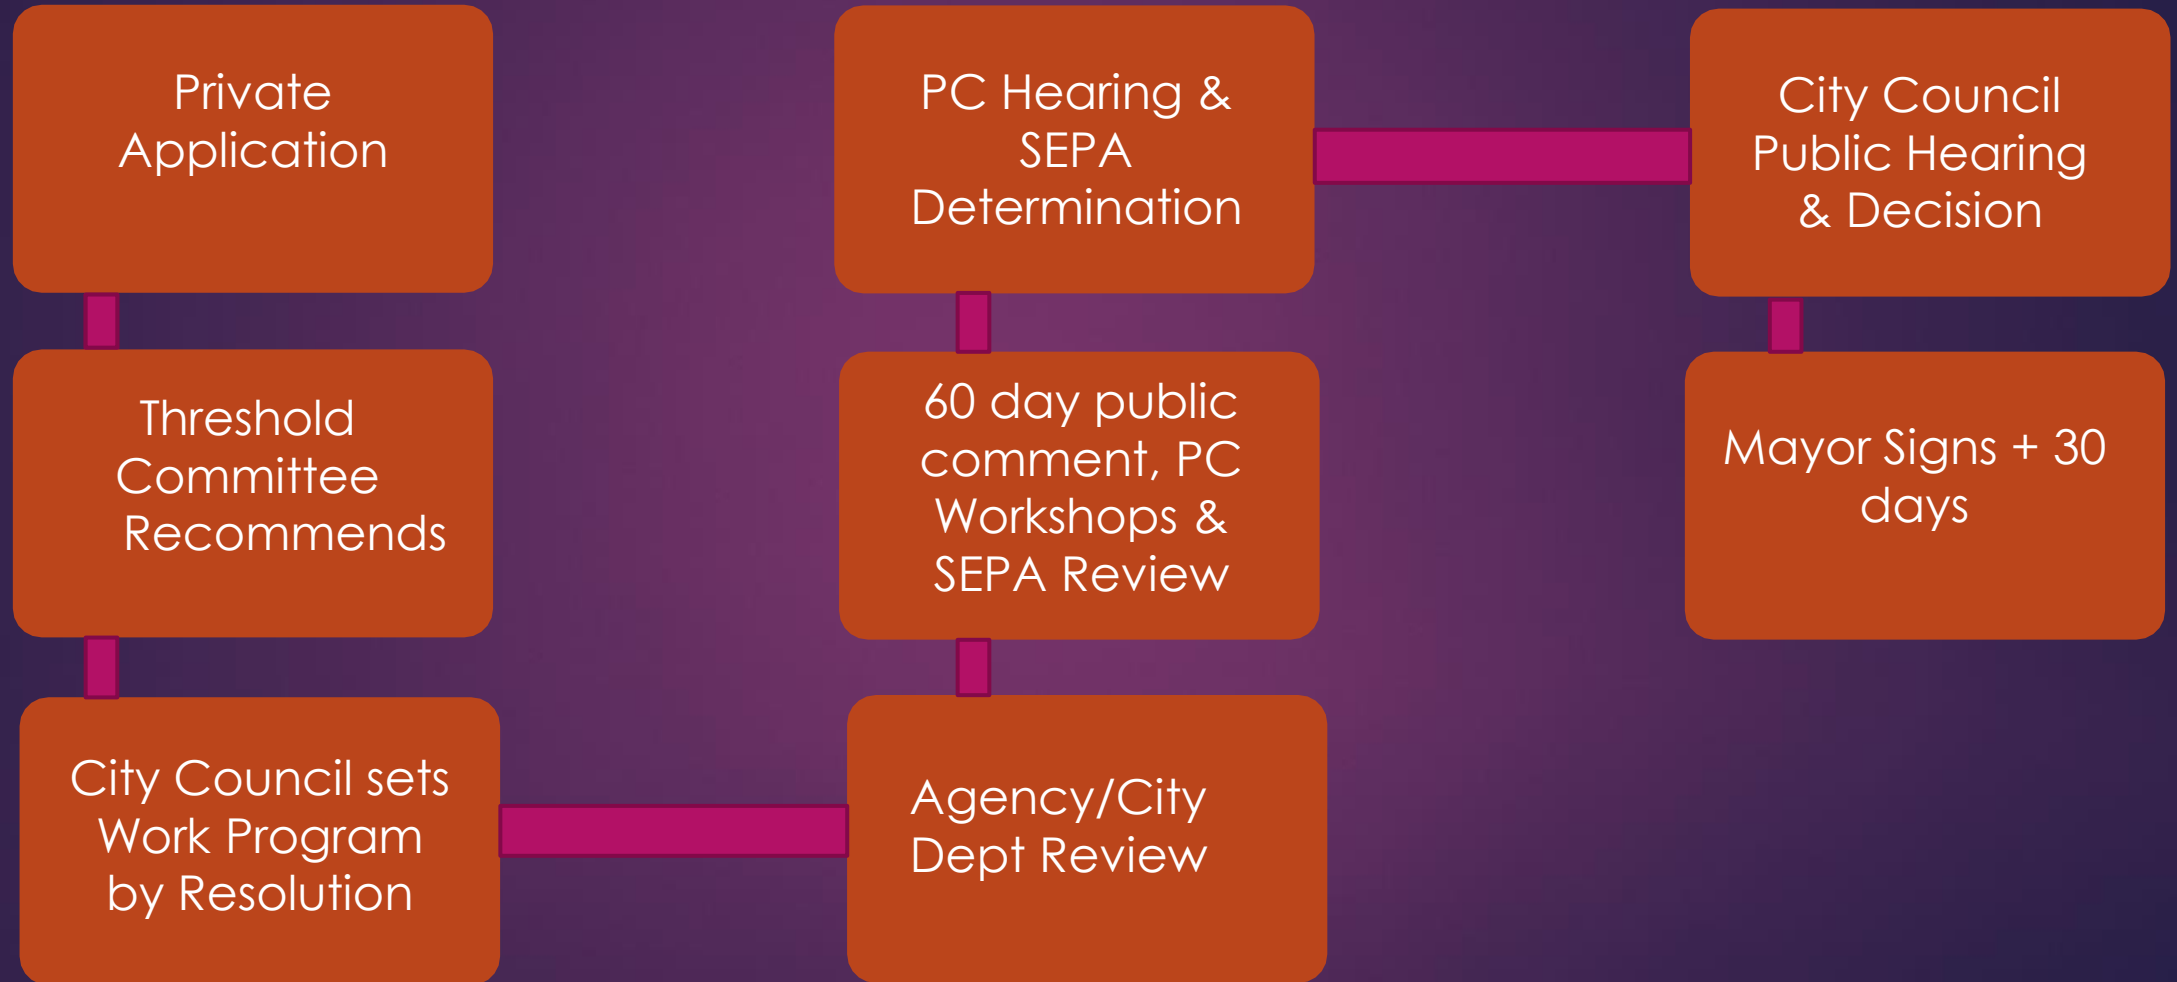 Private
Application
Threshold
Committee
Recommends
City Council sets
Work Program
by Resolution
Agency/City
Dept Review
60 day public
comment, PC
Workshops &
SEPA Review
PC Hearing &
SEPA
Determination
City Council
Public Hearing
& Decision
Mayor Signs + 30
days